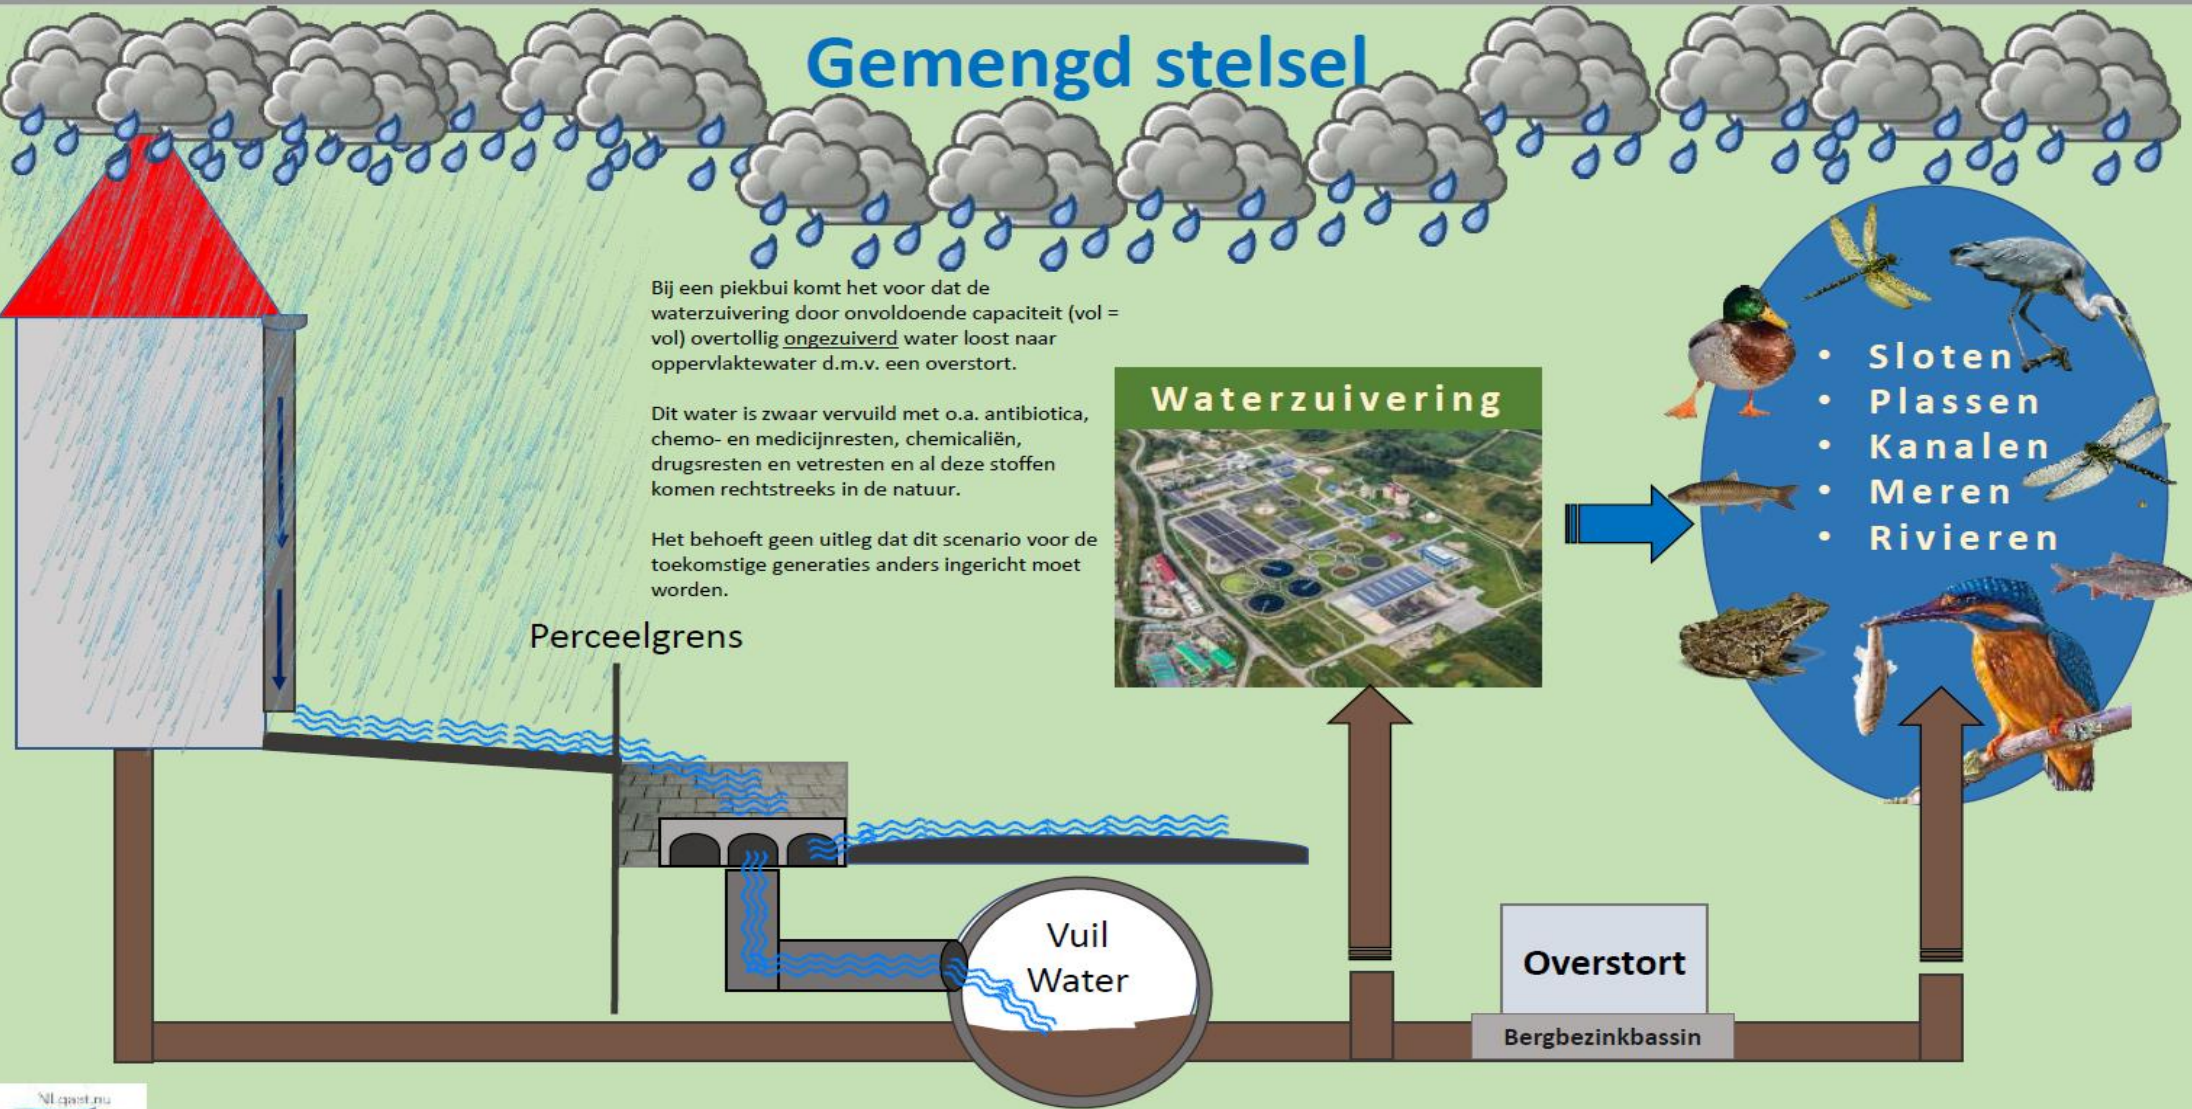 Gemengd stelsel
Bij een piekbui komt het voor dat de
waterzuivering door onvoldoende capaciteit (vol =
vol) overtollig ongezuiverd water loost naar
oppervlaktewater d.m.v. een overstort.
Dit water is zwaar vervuild met o.a. antibiotica,
chemo- en medicijnresten, chemicaliën,
drugsresten en vetresten en al deze stoffen
komen rechtstreeks in de natuur.
Het behoeft geen uitleg dat dit scenario voor de
toekomstige generaties anders ingericht moet
worden.
Perceelgrens
Waterzuivering
• Sloten
• Plassen
• Kanalen
• Meren
• Rivieren
Vuil
Water
Overstort
Bergbezinkbassin